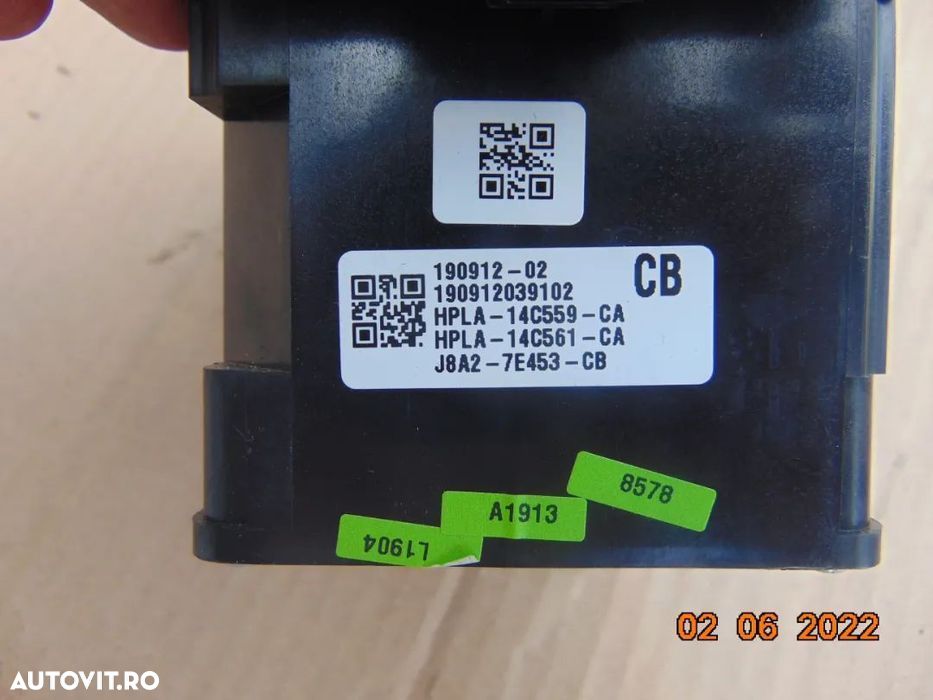 190912-02
CB
190912039102
HPLA-14C559-CA
HPLA-14C561-CA
J8A2-7E453-CB
8578
A1913
L1904
02 06 2022
AUTOVIT.RO